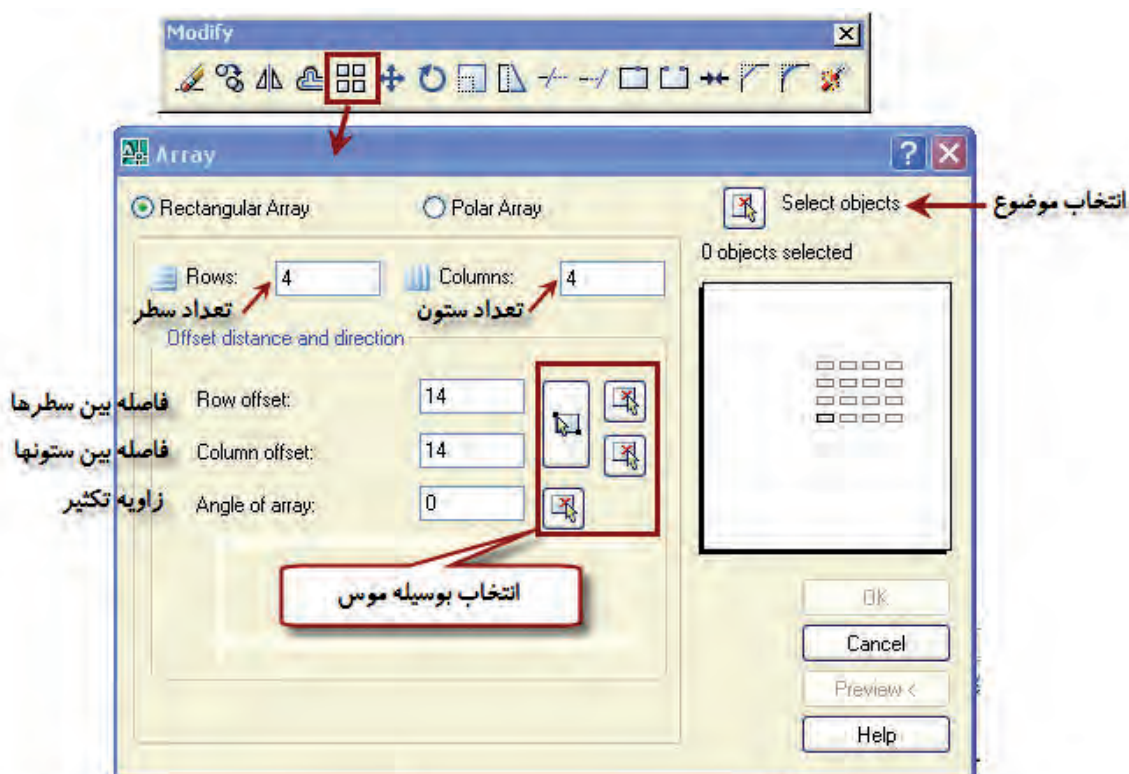 Modify
Array
Rectangular Array
Polar Array
Select objects
انتخاب موضوع
0 objects selected
Rows:
4
Columns:
4
تعداد سطر
تعداد ستون
Offset distance and direction
فاصله بین سطرها
Row offset:
14
فاصله بین ستونها
Column offset:
14
زاویه تکثیر
Angle of array:
0
انتخاب بوسیله موس
OK
Cancel
Preview <
Help